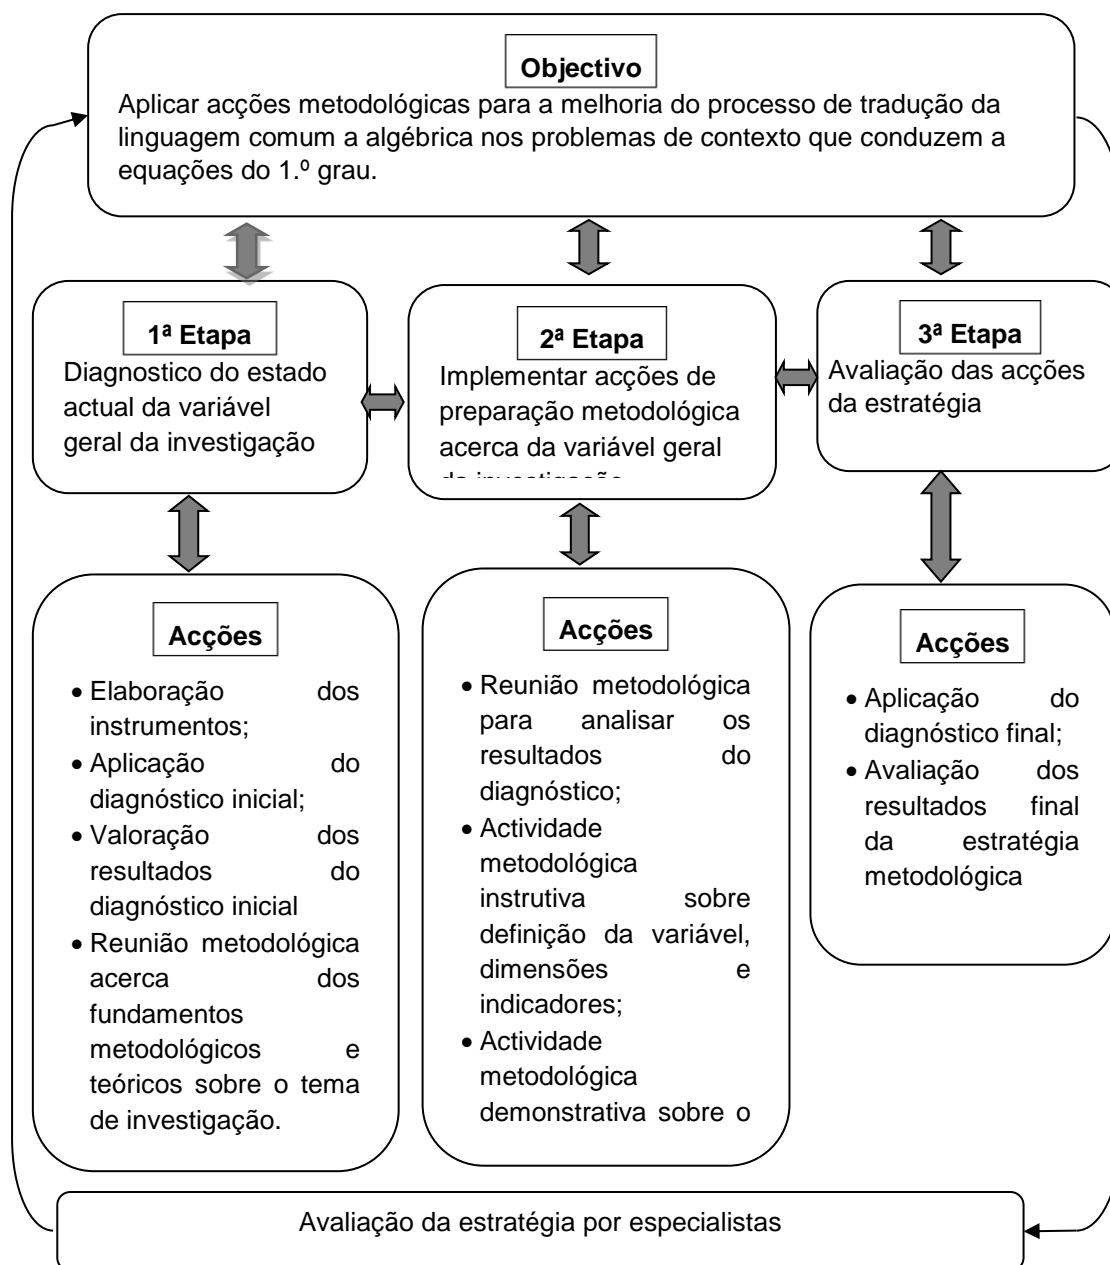 Objectivo
Aplicar acções metodológicas para a melhoria do processo de tradução da
linguagem comum a algébrica nos problemas de contexto que conduzem a
equações do 1.º grau.
1ª Etapa
Diagnostico do estado
actual da variável
geral da investigação
2ª Etapa
Implementar acções de
preparação metodológica
acerca da variável geral
da investigação
3ª Etapa
Avaliação das acções
da estratégia
Acções
• Elaboração dos
instrumentos;
• Aplicação do
diagnóstico inicial;
• Valoração dos
resultados do
diagnóstico inicial
• Reunião metodológica
acerca dos
fundamentos
metodológicos e
teóricos sobre o tema
de investigação.
Acções
• Reunião metodológica
para analisar os
resultados do
diagnóstico;
• Actividade
metodológica
instrutiva sobre
definição da variável,
dimensões e
indicadores;
• Actividade
metodológica
demonstrativa sobre o
Acções
• Aplicação do
diagnóstico final;
• Avaliação dos
resultados final
da estratégia
metodológica
Avaliação da estratégia por especialistas